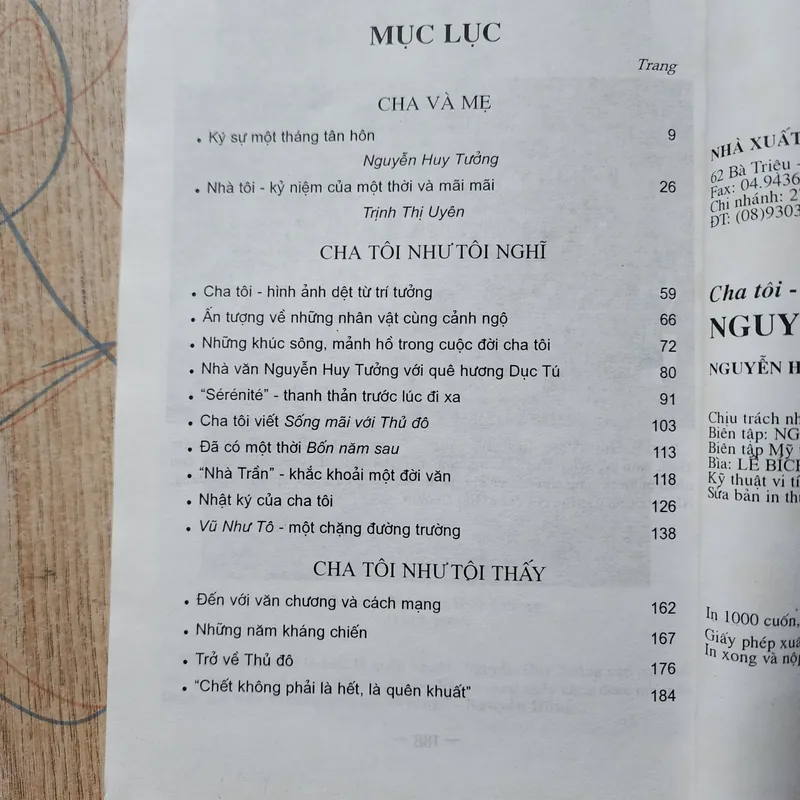 MỤC LỤC
Trang
CHA VÀ MẸ
• Ký sự một tháng tân hôn 9
Nguyễn Huy Tưởng
• Nhà tôi - kỷ niệm của một thời và mãi mãi 26
Trịnh Thị Uyên
CHA TÔI NHƯ TÔI NGHĨ
• Cha tôi - hình ảnh dệt từ trí tưởng 59
• Ấn tượng về những nhân vật cùng cảnh ngộ 66
• Những khúc sông, mảnh hồ trong cuộc đời cha tôi 72
• Nhà văn Nguyễn Huy Tưởng với quê hương Dục Tú 80
• “Sérénité” - thanh thản trước lúc đi xa 91
• Cha tôi viết Sống mãi với Thủ đô 103
• Đã có một thời Bốn năm sau 113
• “Nhà Trần” - khắc khoải một đời văn 118
• Nhật ký của cha tôi 126
• Vũ Như Tô - một chặng đường trường 138
CHA TÔI NHƯ TÔI THẤY
• Đến với văn chương và cách mạng 162
• Những năm kháng chiến 167
• Trở về Thủ đô 176
• “Chết không phải là hết, là quên khuất” 184
NHÀ XUẤT
62 Bà Triệu -
Fax: 04.9436
Chi nhánh: 2
ĐT: (08)9303
Cha tôi -
NGUY
NGUYỄN H
Chịu trách nh
Biên tập: NG
Biên tập Mỹ
Bìa: LÊ BÍCH
Kỹ thuật vi tí
Sửa bản in th
In 1000 cuốn,
Giấy phép xuấ
In xong và nộ